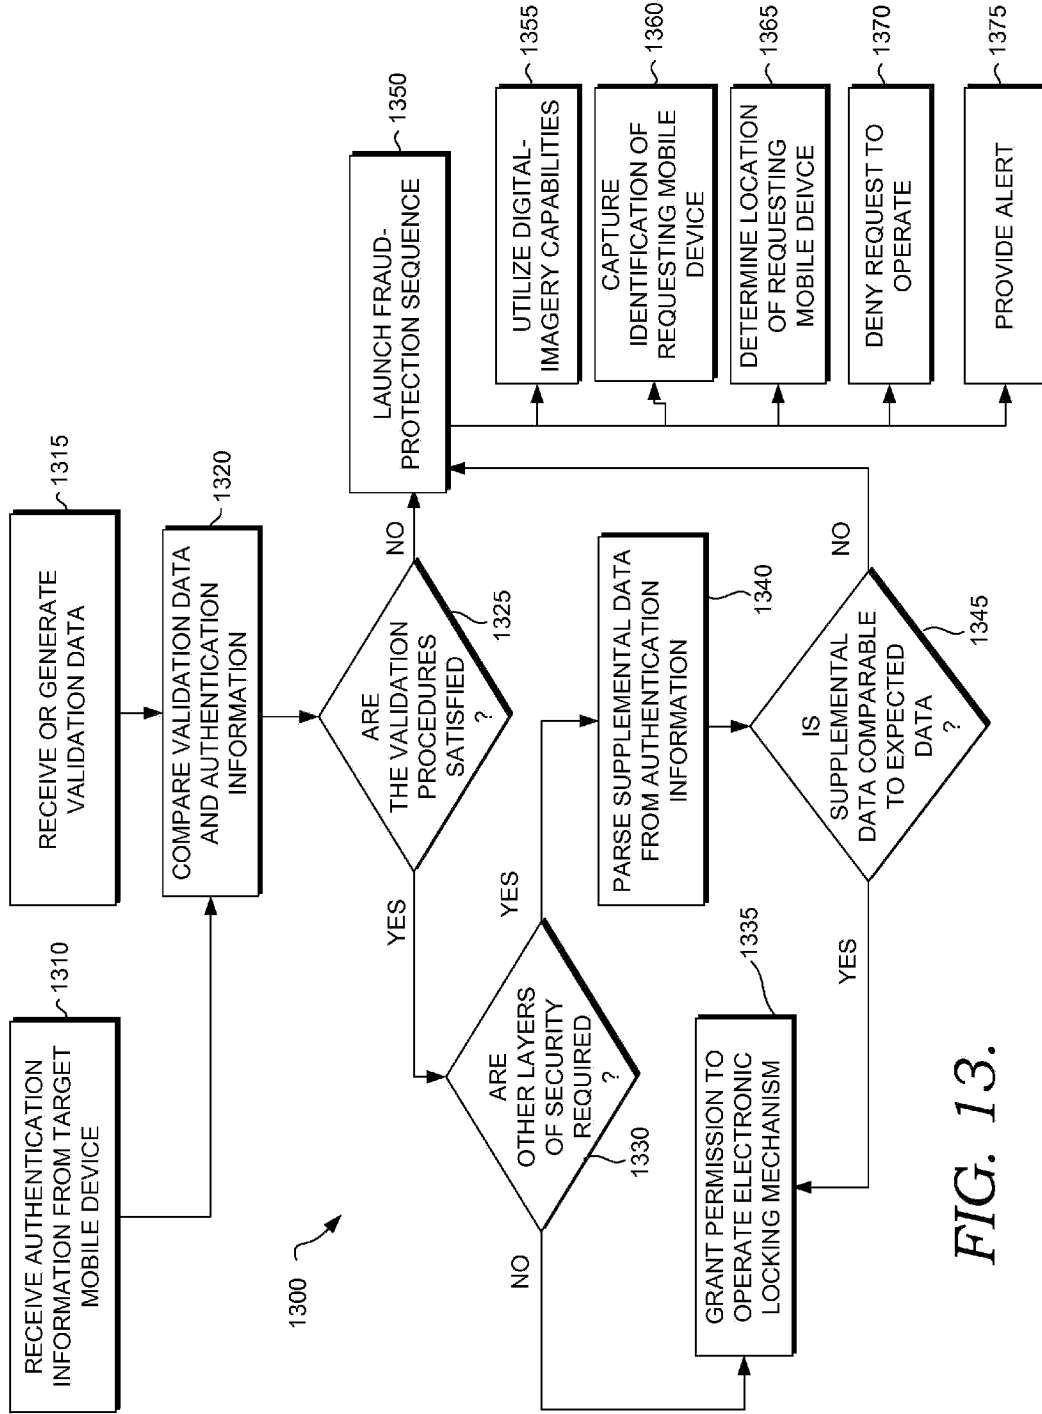 1300
RECEIVE AUTHENTICATION
INFORMATION FROM TARGET
MOBILE DEVICE
1310
RECEIVE OR GENERATE
VALIDATION DATA
1315
COMPARE VALIDATION DATA
AND AUTHENTICATION
INFORMATION
1320
ARE
THE VALIDATION
PROCEDURES
SATISFIED
?
1325
YES
NO
ARE
OTHER LAYERS
OF SECURITY
REQUIRED
?
1330
NO
YES
GRANT PERMISSION TO
OPERATE ELECTRONIC
LOCKING MECHANISM
1335
PARSE SUPPLEMENTAL DATA
FROM AUTHENTICATION
INFORMATION
1340
IS
SUPPLEMENTAL
DATA COMPARABLE
TO EXPECTED
DATA
?
1345
YES
NO
LAUNCH FRAUD-
PROTECTION SEQUENCE
1350
UTILIZE DIGITAL-
IMAGERY CAPABILITIES
1355
CAPTURE
IDENTIFICATION OF
REQUESTING MOBILE
DEVICE
1360
DETERMINE LOCATION
OF REQUESTING
MOBILE DEIVCE
1365
DENY REQUEST TO
OPERATE
1370
PROVIDE ALERT
1375
FIG. 13.